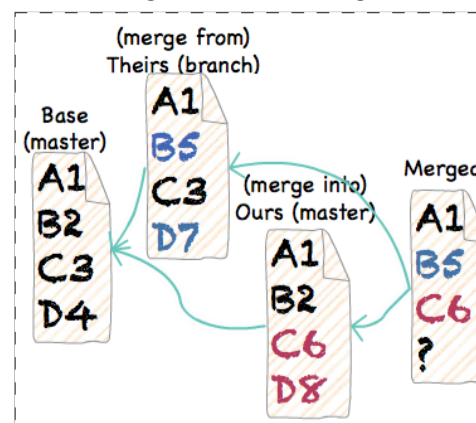 (merge from)
Theirs (branch)
A1
B5
C3
D7
Base
(master)
A1
B2
C3
D4
(merge into)
Ours (master)
A1
B2
C6
D8
Merged
A1
B5
C6
?